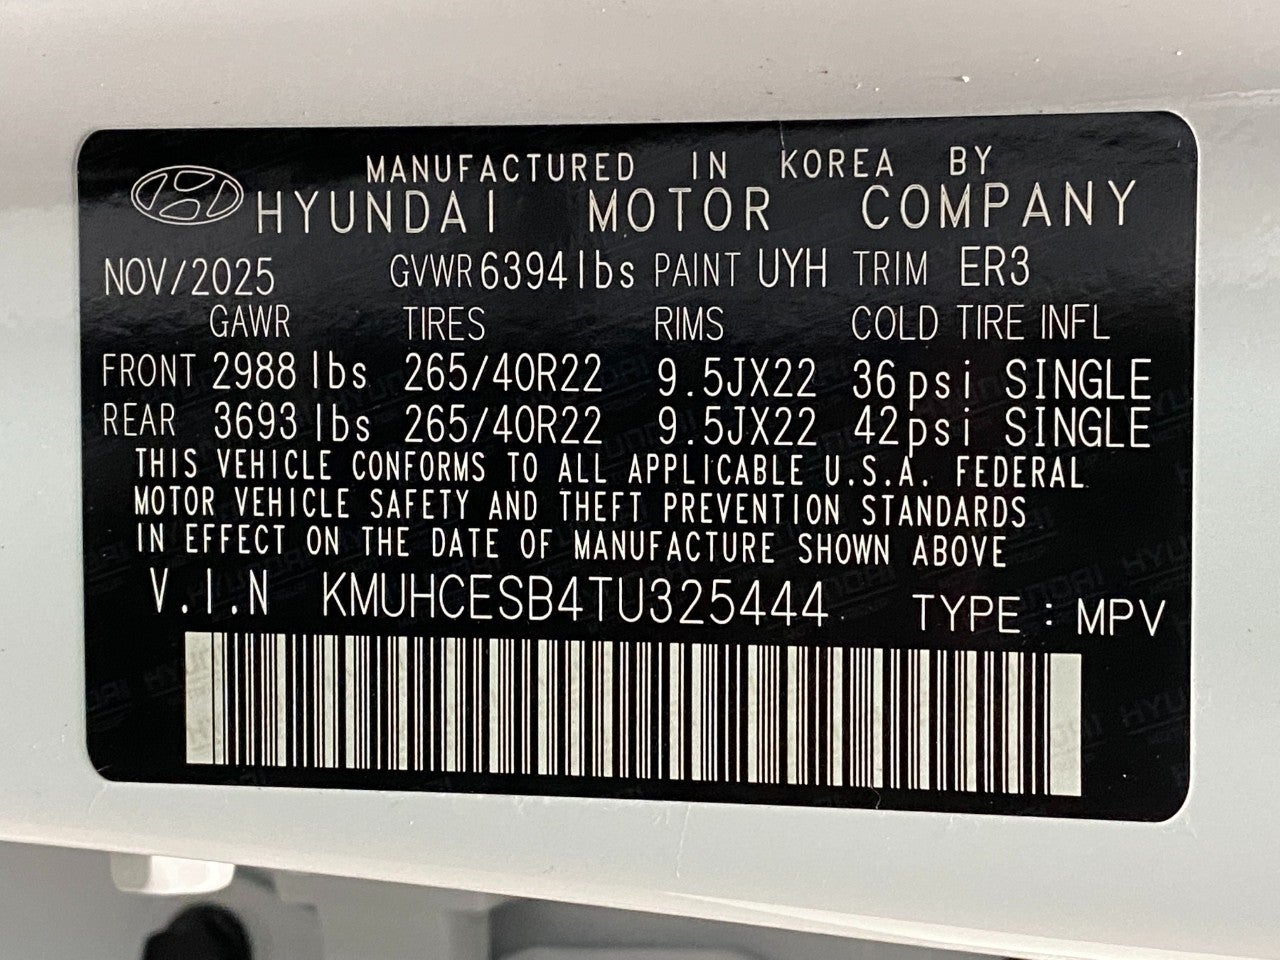 MANUFACTURED IN KOREA BY
HYUNDAI MOTOR COMPANY
NOV/2025 GVWR 6394lbs PAINT UYH TRIM ER3
GAWR TIRES RIMS COLD TIRE INFL
FRONT 2988 lbs 265/40R22 9.5JX22 36psi SINGLE
REAR 3693 lbs 265/40R22 9.5JX22 42psi SINGLE
THIS VEHICLE CONFORMS TO ALL APPLICABLE U.S.A. FEDERAL
MOTOR VEHICLE SAFETY AND THEFT PREVENTION STANDARDS
IN EFFECT ON THE DATE OF MANUFACTURE SHOWN ABOVE
V.I.N KMUHCESB4TU325444 TYPE : MPV